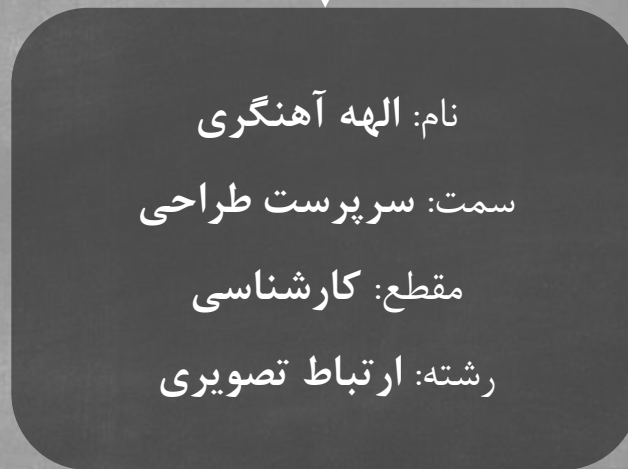 نام: الهه آهنگری
سمت: سرپرست طراحی
مقطع: کارشناسی
رشته: ارتباط تصویری